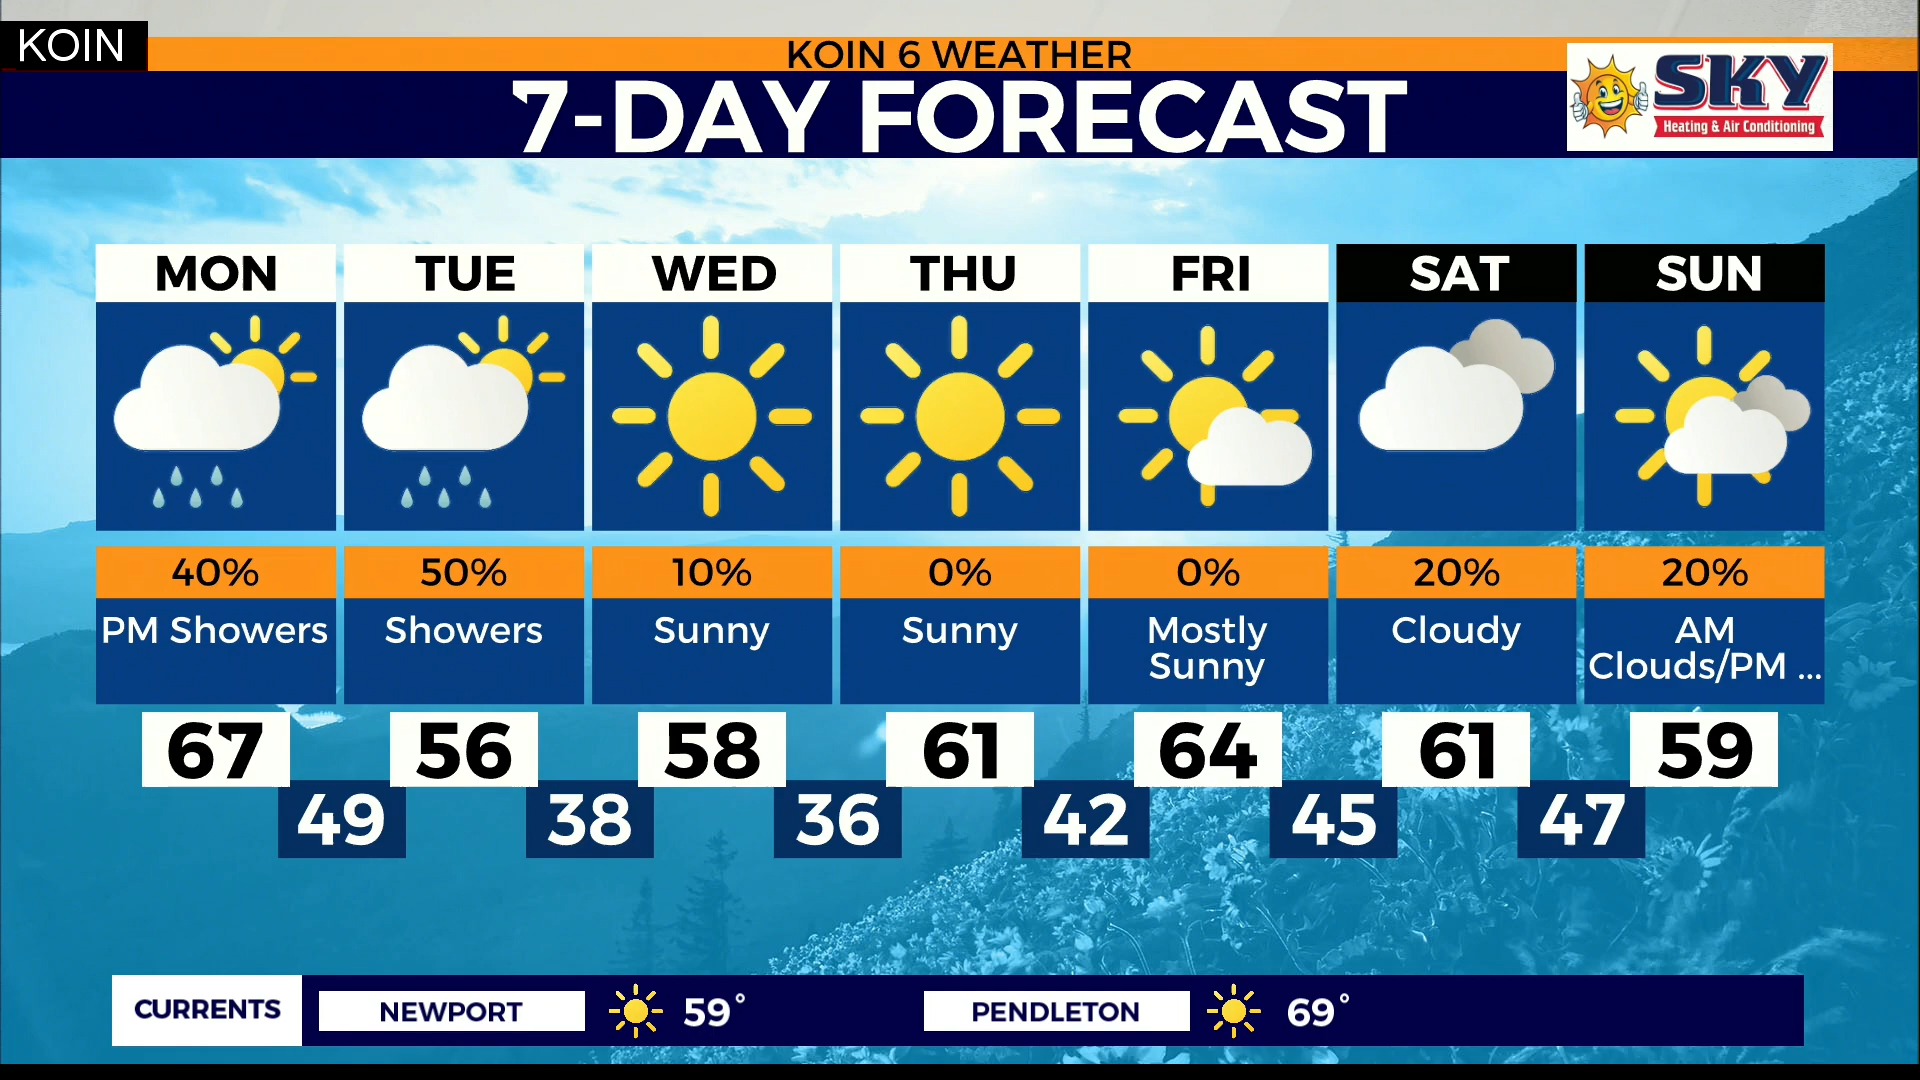 KOIN
KOIN 6 WEATHER
7-DAY FORECAST
SKY
Heating & Air Conditioning
MON TUE WED THU FRI SAT SUN
40% 50% 10% 0% 0% 20% 20%
PM Showers Showers Sunny Sunny Mostly Sunny Cloudy AM Clouds/PM ...
67 56 58 61 64 61 59
49 38 36 42 45 47
CURRENTS NEWPORT 59° PENDLETON 69°